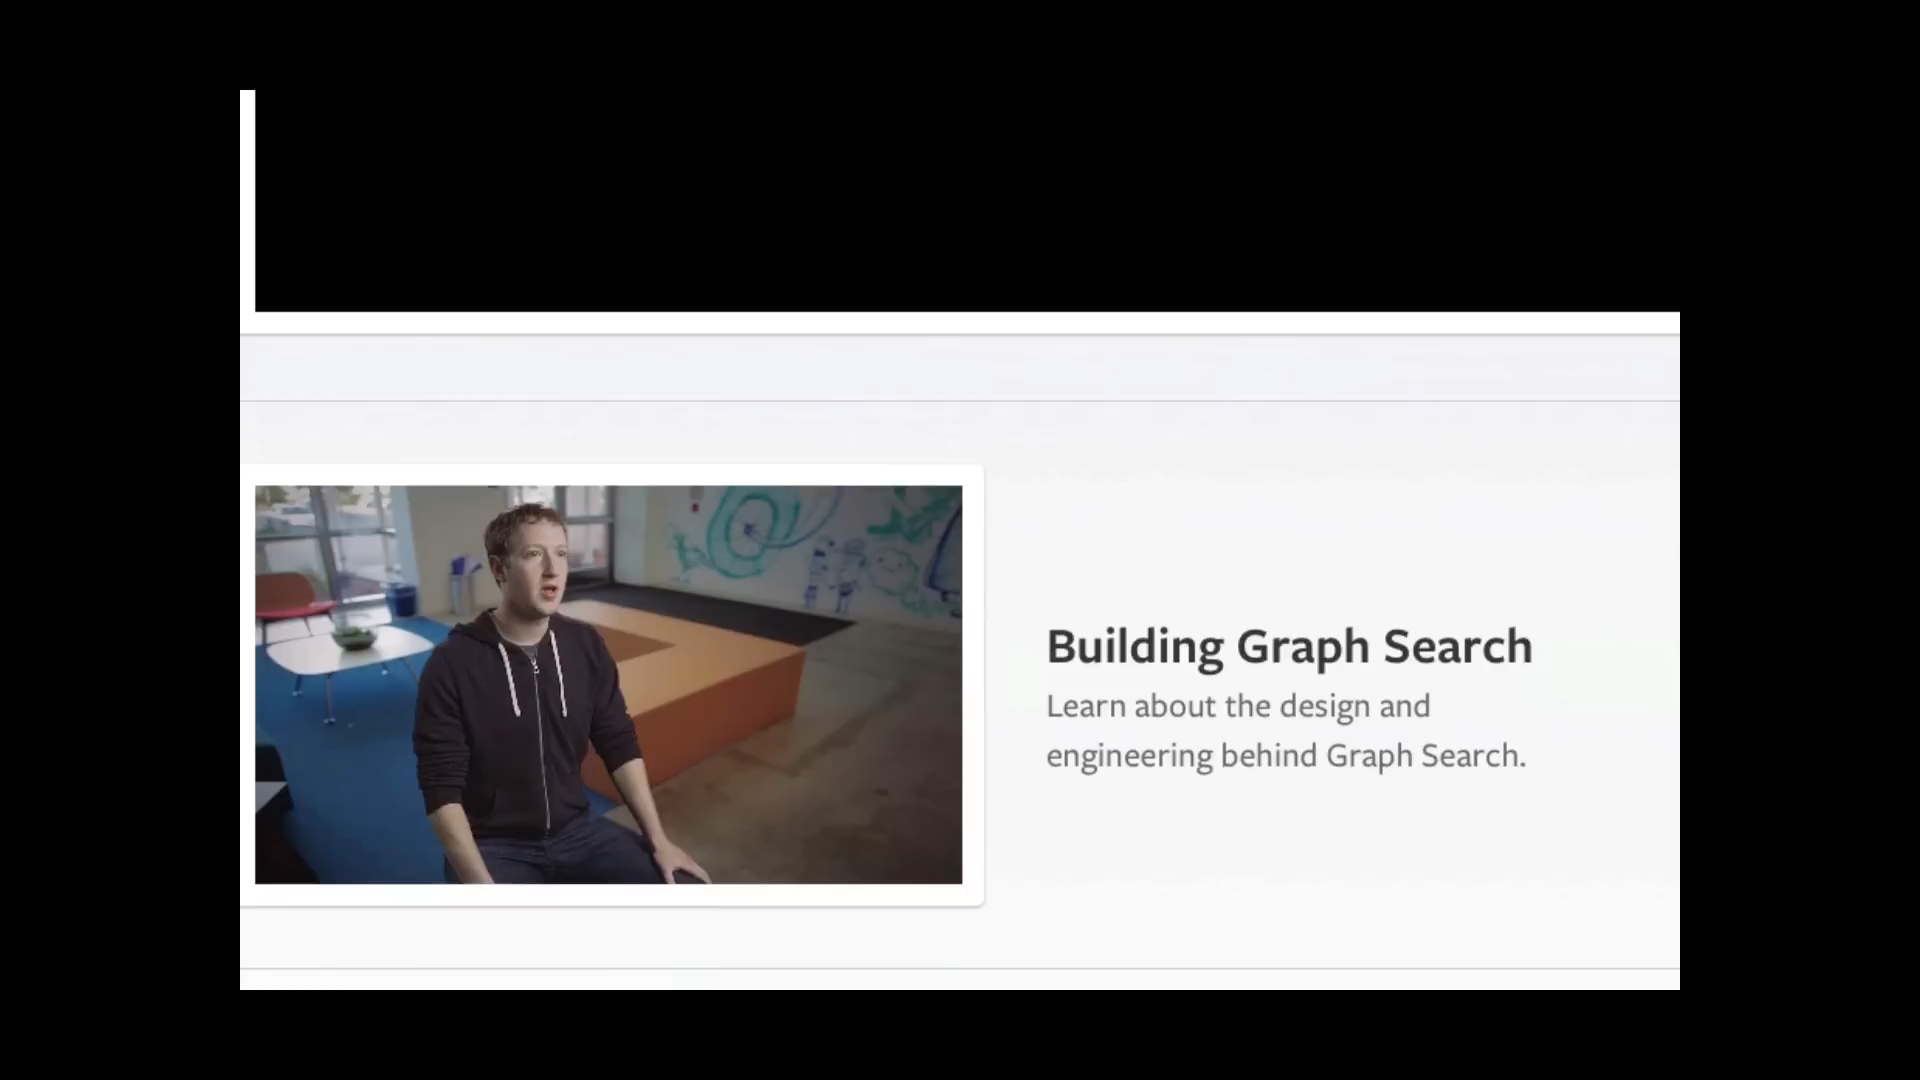 Building Graph Search
Learn about the design and
engineering behind Graph Search.